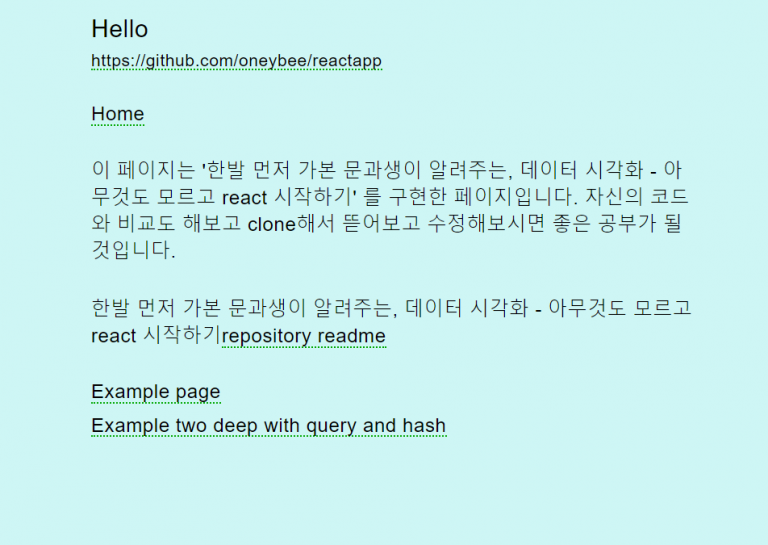 Hello
https://github.com/oneybee/reactapp
Home
이 페이지는 '한발 먼저 가본 문과생이 알려주는, 데이터 시각화 - 아
무것도 모르고 react 시작하기' 를 구현한 페이지입니다. 자신의 코드
와 비교도 해보고 clone해서 뜯어보고 수정해보시면 좋은 공부가 될
것입니다.
한발 먼저 가본 문과생이 알려주는, 데이터 시각화 - 아무것도 모르고
react 시작하기repository readme
Example page
Example two deep with query and hash